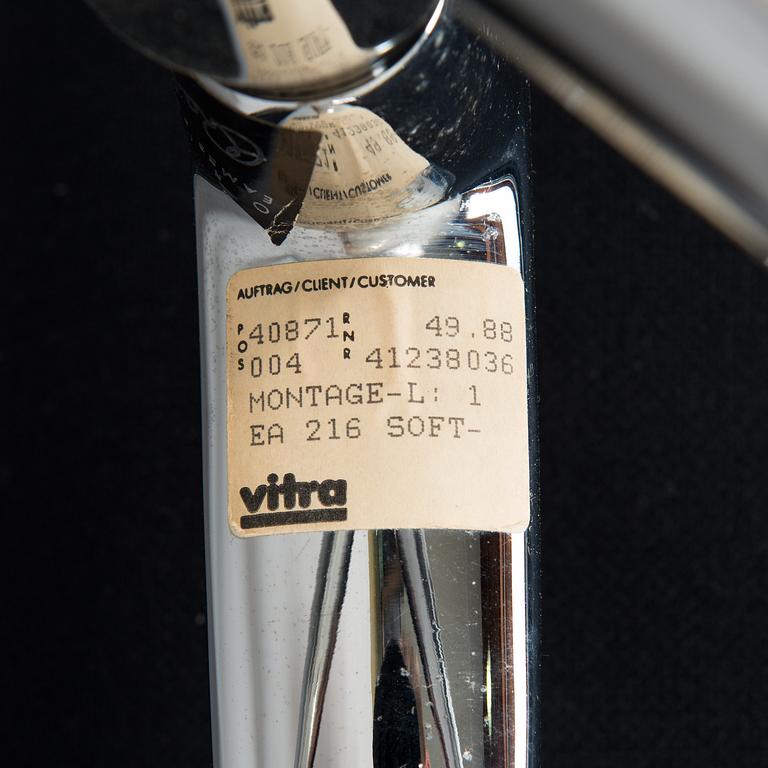 AUFTRAG/CLIENT/CUSTOMER
POS 40871 RNR 49.88
004 41238036
MONTAGE-L: 1
EA 216 SOFT-
vitra